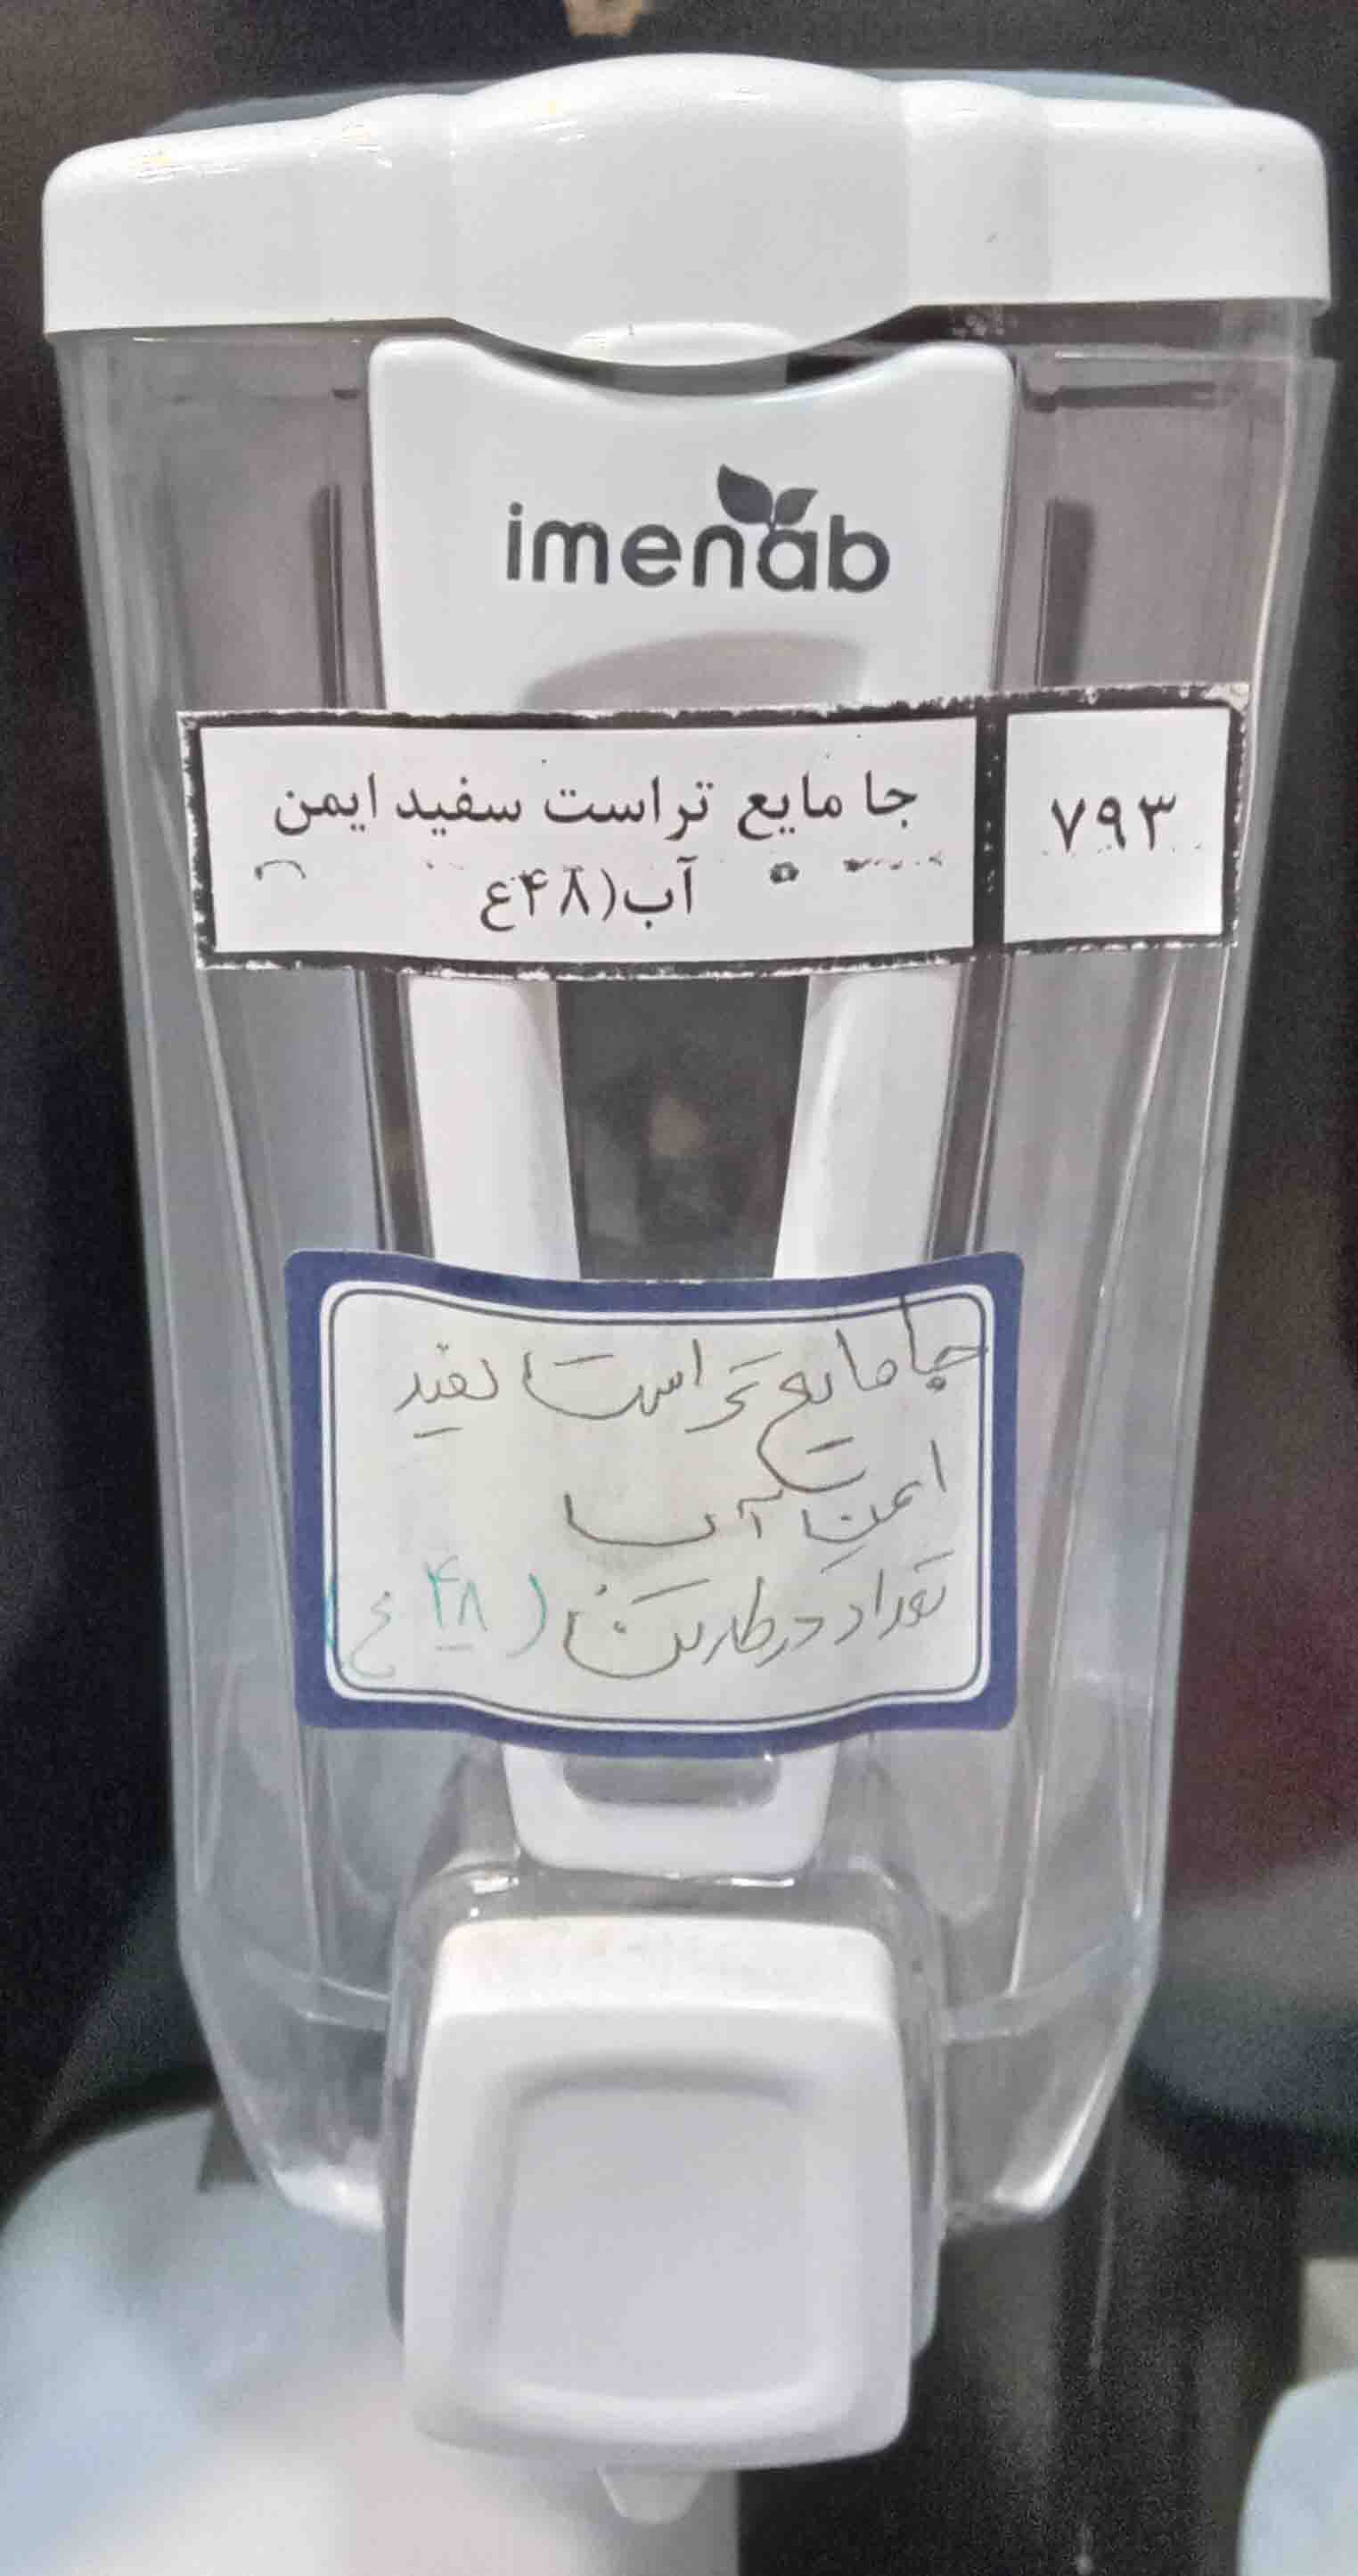 imenab
جا مایع تراست سفید ایمن
آب(۴۸ع
۷۹۳
جا مایع تراست سفید
ایمن آب
تعداد در کارتن (۴۸ ع)